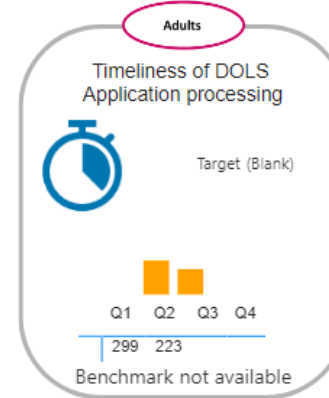 Adults
Timeliness of DOLS
Application processing
Target (Blank)
Q1 Q2 Q3 Q4
299 223
Benchmark not available